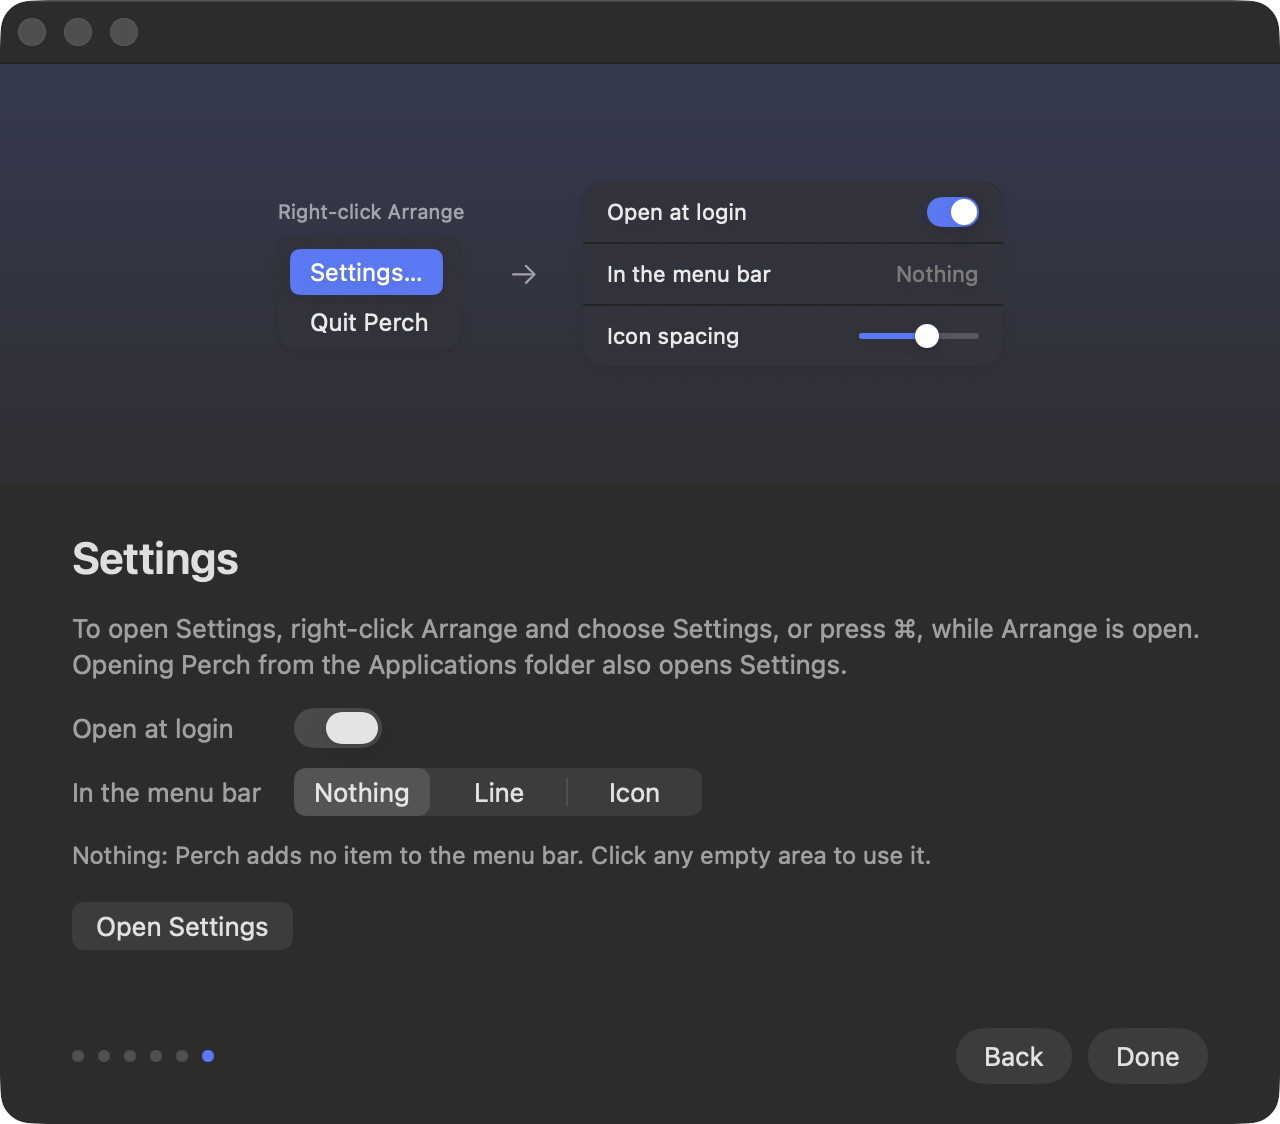 Right-click Arrange
Settings...
Quit Perch
Open at login
In the menu bar Nothing
Icon spacing
Settings
To open Settings, right-click Arrange and choose Settings, or press ⌘, while Arrange is open.
Opening Perch from the Applications folder also opens Settings.
Open at login
In the menu bar Nothing Line Icon
Nothing: Perch adds no item to the menu bar. Click any empty area to use it.
Open Settings
Back Done